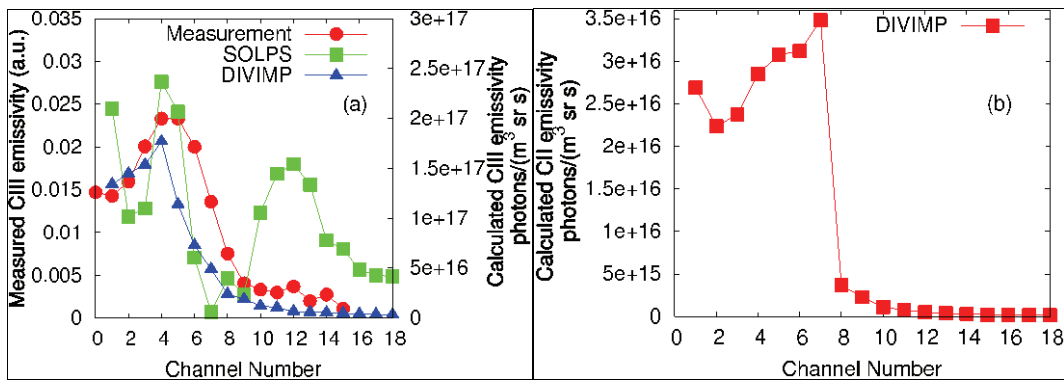 0.035
0.03
0.025
0.02
0.015
0.01
0.005
0
Measured CIII emissivity (a.u.)
Measurement
SOLPS
DIVIMP
(a)
3e+17
2.5e+17
2e+17
1.5e+17
1e+17
5e+16
0
Calculated CIII emissivity
photons/(m³ sr s)
0 2 4 6 8 10 12 14 16 18
Channel Number
Calculated CII emissivity
photons/(m³ sr s)
3.5e+16
3e+16
2.5e+16
2e+16
1.5e+16
1e+16
5e+15
0
DIVIMP
(b)
0 2 4 6 8 10 12 14 16 18
Channel Number